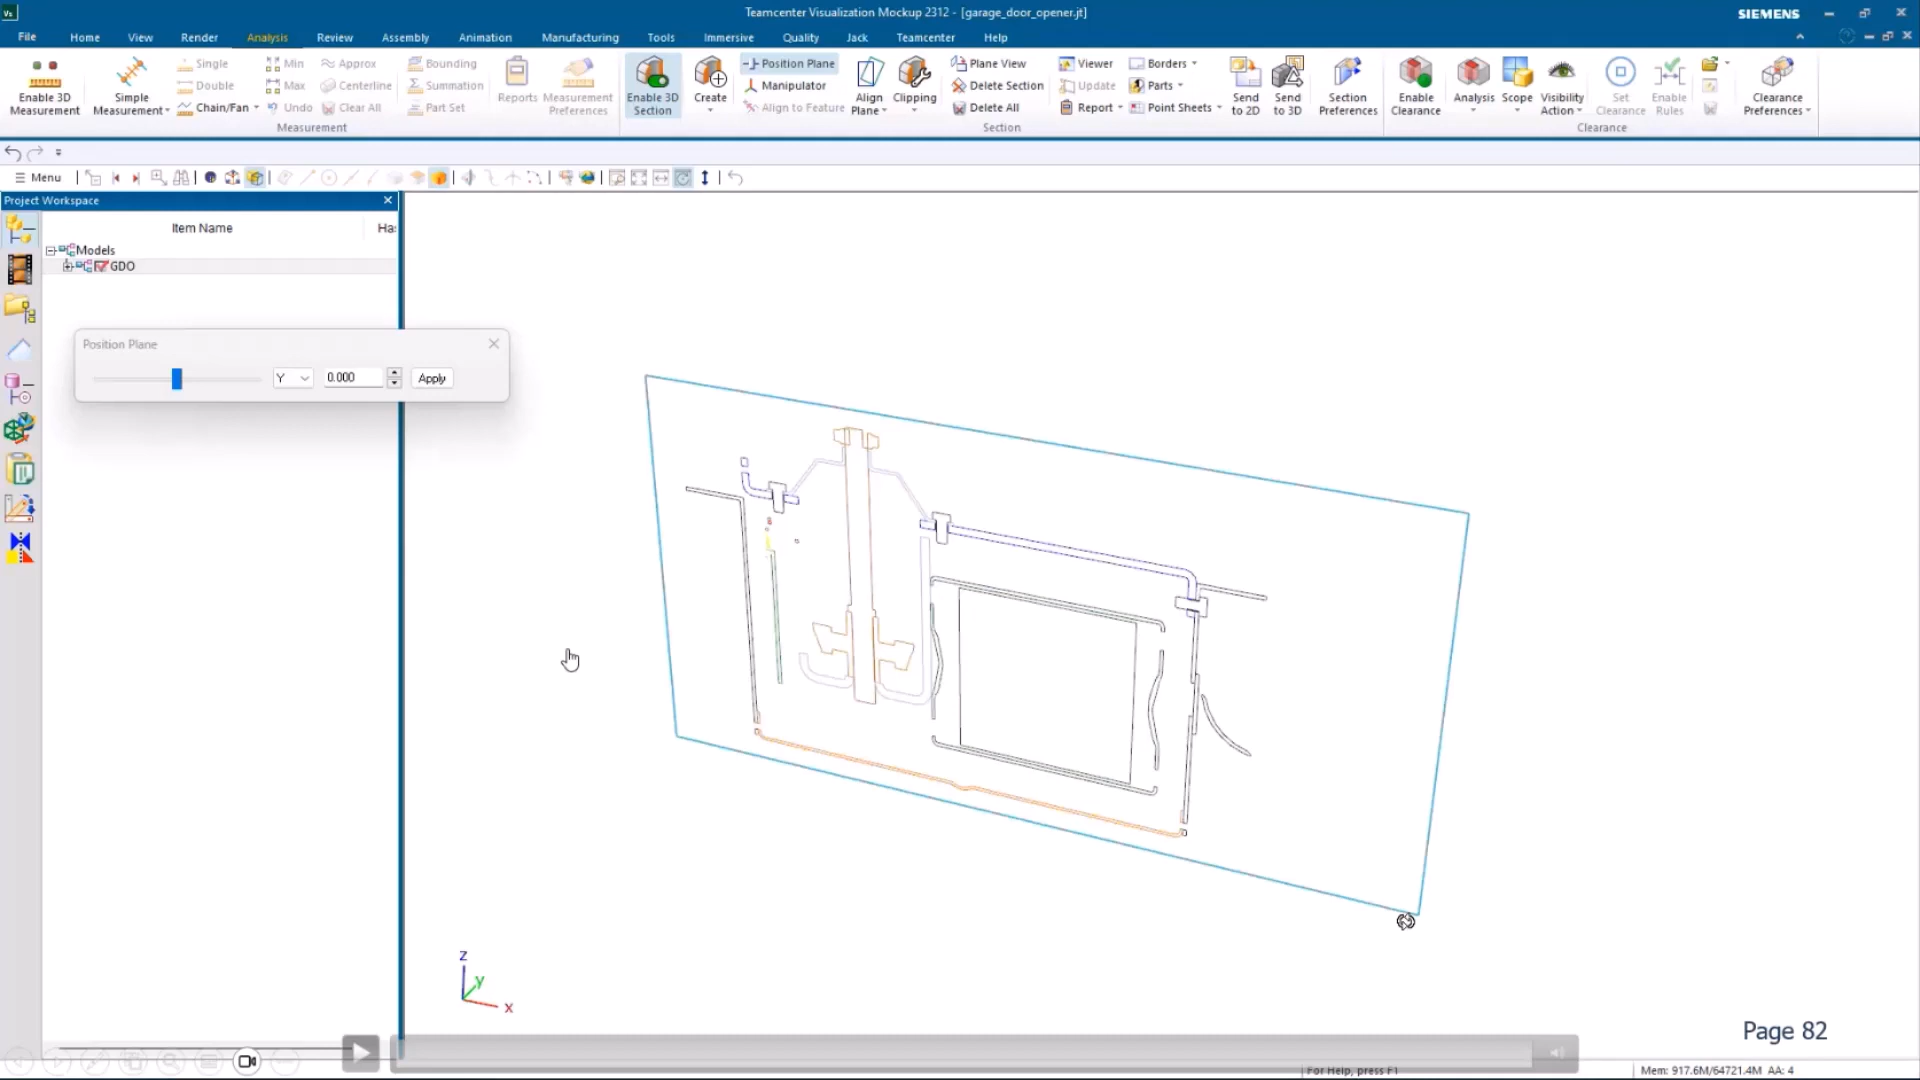 Teamcenter Visualization Mockup 2312 - [garage_door_opener.jt]
SIEMENS
File Home View Render Analysis Review Assembly Animation Manufacturing Tools Immersive Quality Jack Teamcenter Help
Enable 3D Measurement
Simple Measurement
Single
Double
Chain/Fan
Min
Max
Undo
Approx
Centerline
Clear All
Bounding
Summation
Part Set
Reports
Measurement Preferences
Measurement
Enable 3D Section
Create
Position Plane
Manipulator
Align to Feature
Align Plane
Clipping
Plane View
Delete Section
Delete All
Viewer
Update
Report
Borders
Parts
Point Sheets
Send to 2D
Send to 3D
Section Preferences
Section
Enable Clearance
Analysis
Scope
Visibility Action
Set Clearance
Enable Rules
Clearance Preferences
Clearance
Menu
Project Workspace
Item Name
Ha
Models
GDO
Position Plane
Y
0.000
Apply
z
y
x
Page 82
For Help, press F1
Mem: 917.6M/64721.4M AA: 4